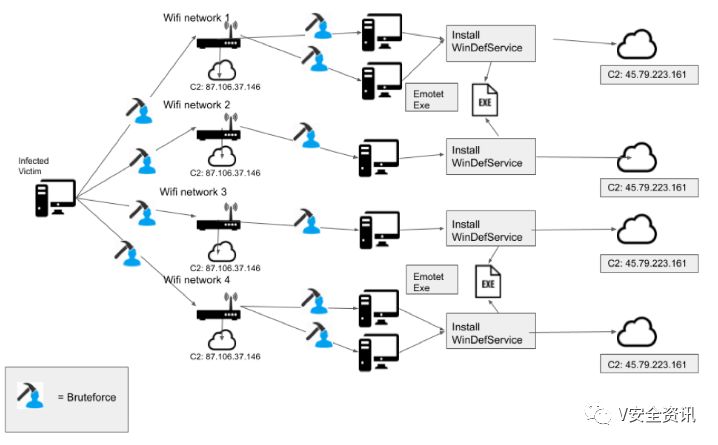 Wifi network 1
C2: 87.106.37.146
Install
WinDefService
C2: 45.79.223.161
Emotet
Exe
EXE
Wifi network 2
C2: 87.106.37.146
Install
WinDefService
C2: 45.79.223.161
Infected
Victim
Wifi network 3
C2: 87.106.37.146
Install
WinDefService
C2: 45.79.223.161
Emotet
Exe
EXE
Wifi network 4
C2: 87.106.37.146
Install
WinDefService
C2: 45.79.223.161
= Bruteforce
V安全资讯